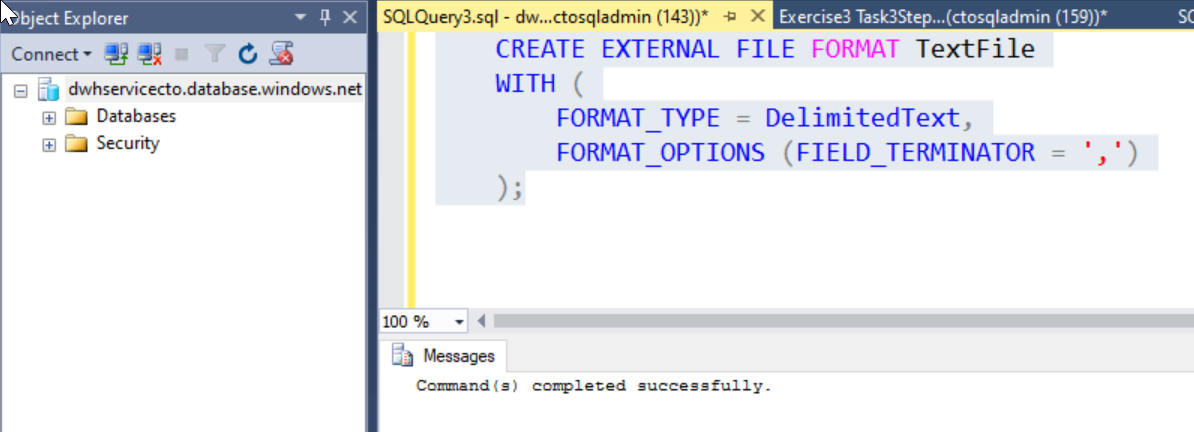 Object Explorer
Connect
dwhservicecto.database.windows.net
Databases
Security
SQLQuery3.sql - dw...ctosqladmin (143))*
Exercise3 Task3Step...(ctosqladmin (159))*
CREATE EXTERNAL FILE FORMAT TextFile
WITH (
FORMAT_TYPE = DelimitedText,
FORMAT_OPTIONS (FIELD_TERMINATOR = ',')
);
100 %
Messages
Command(s) completed successfully.